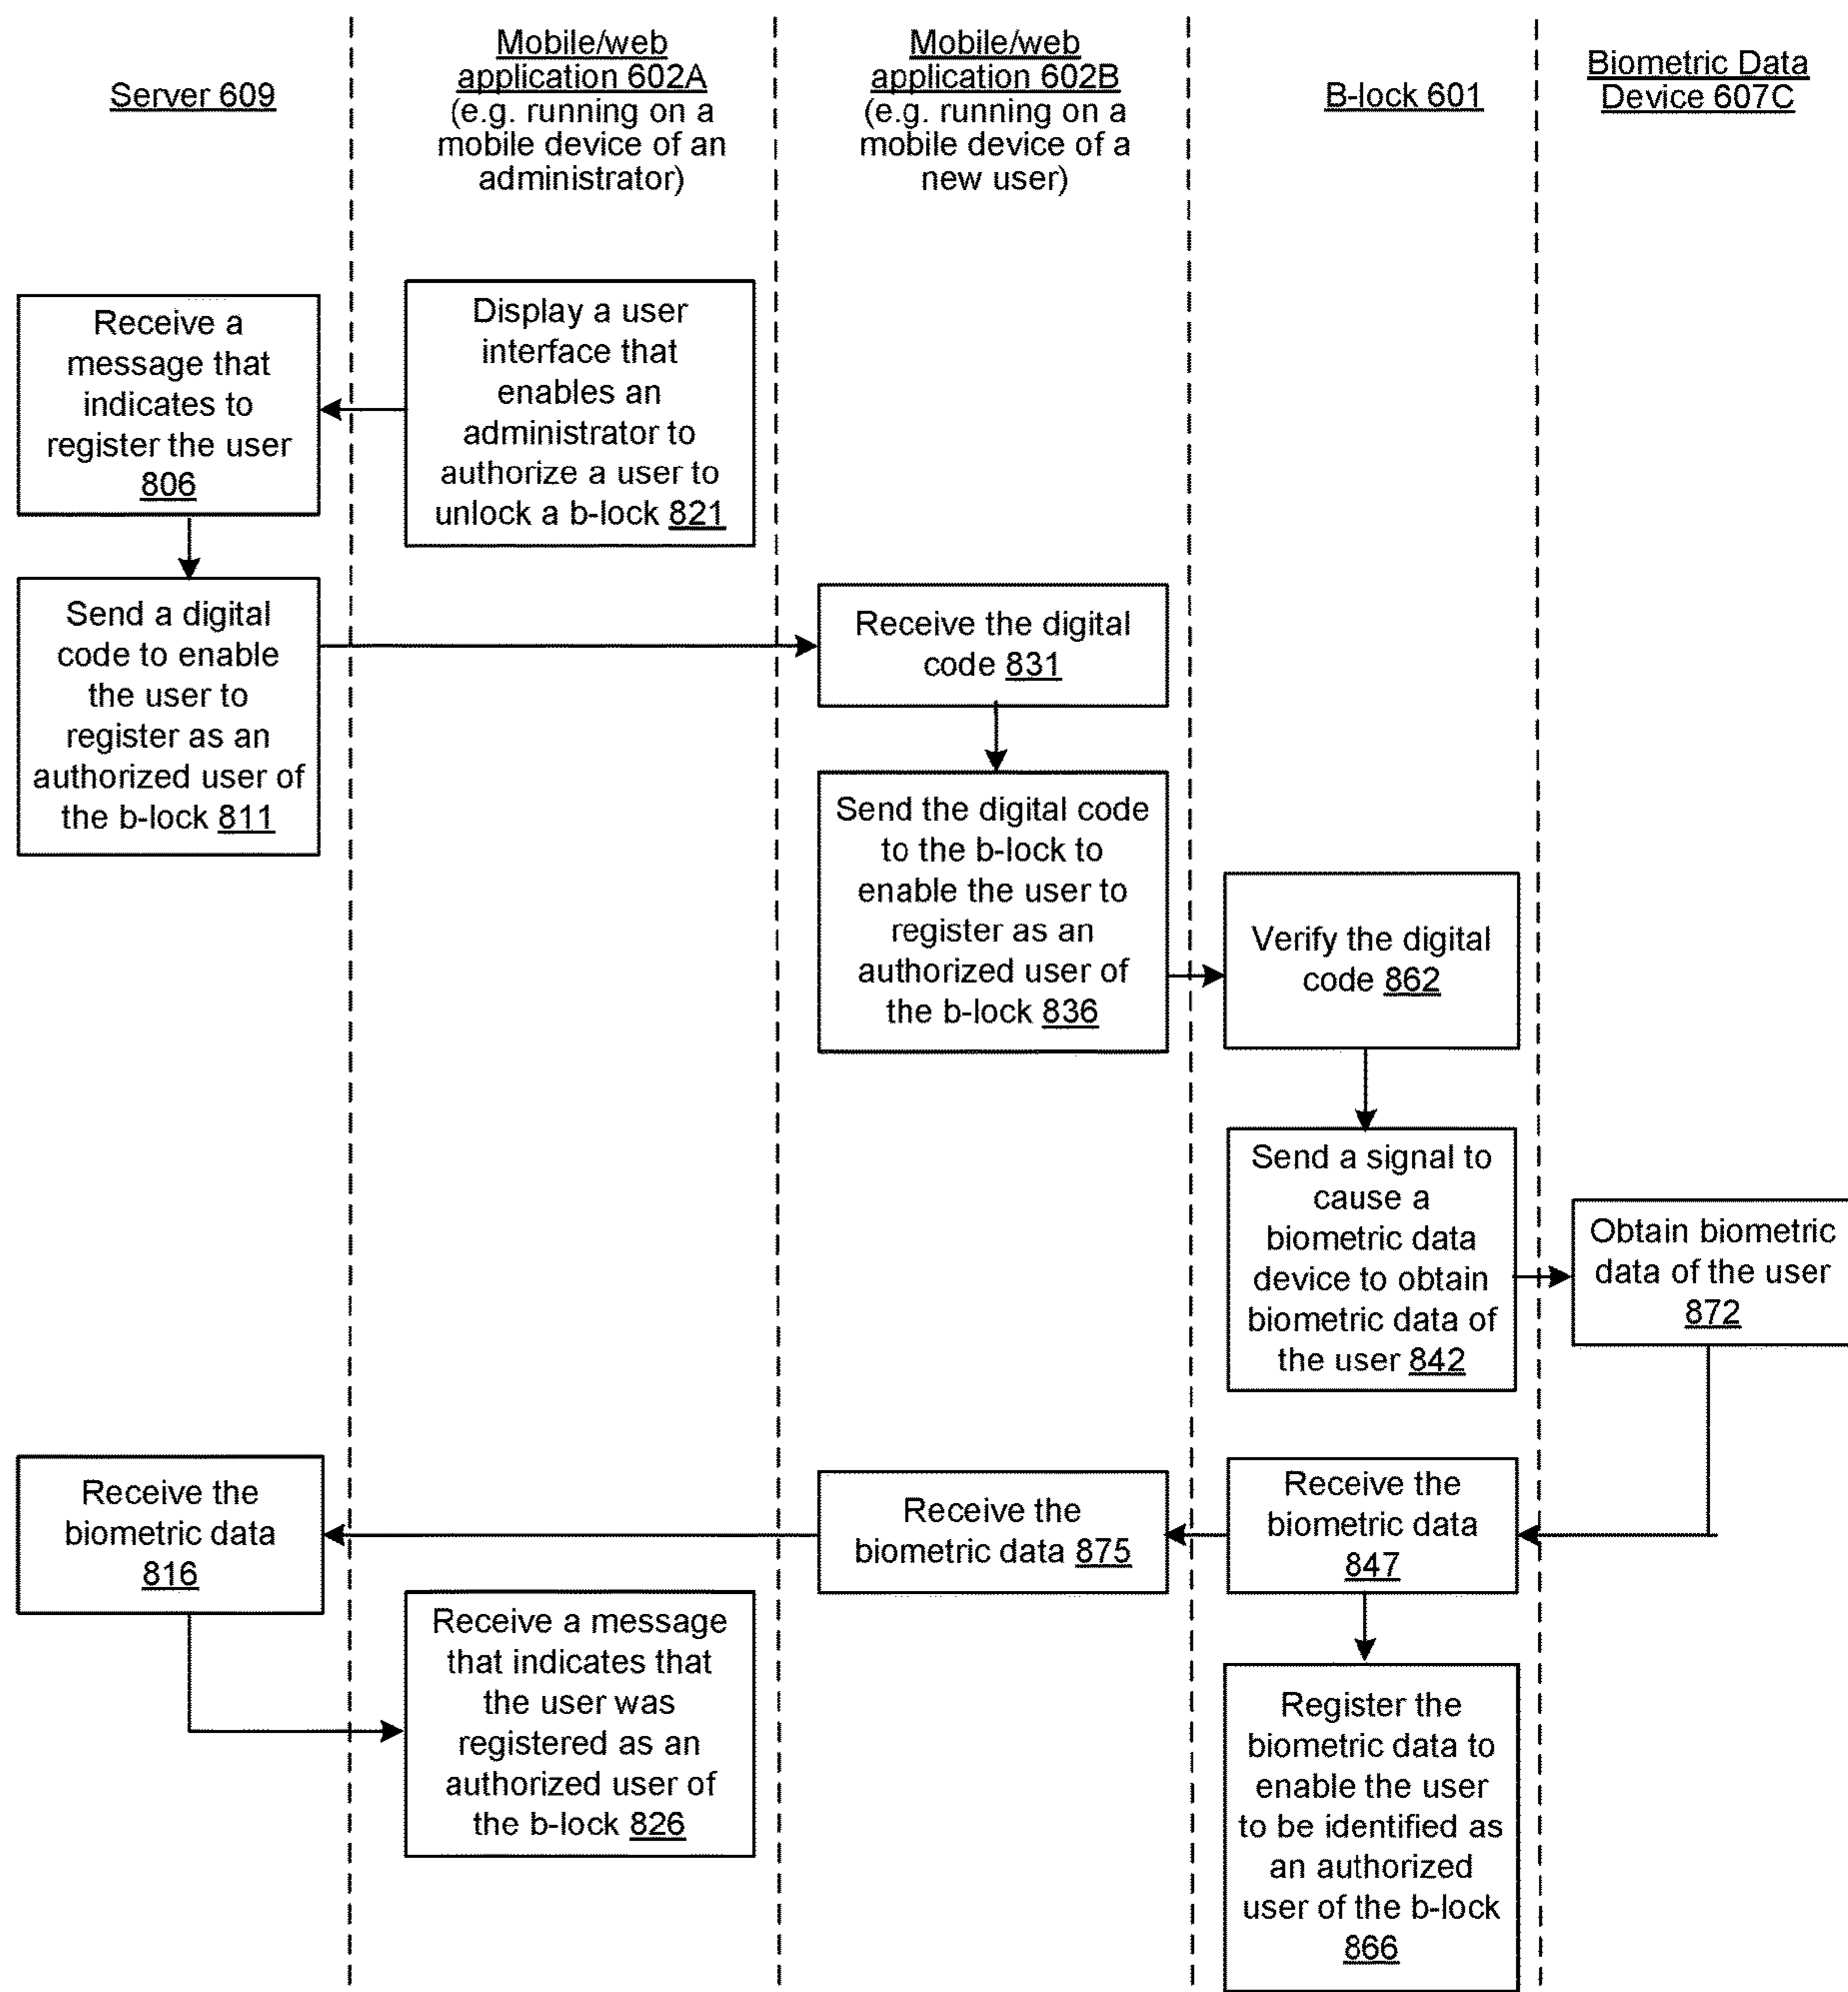 Server 609
Mobile/web
application 602A
(e.g. running on a
mobile device of an
administrator)
Mobile/web
application 602B
(e.g. running on a
mobile device of a
new user)
B-lock 601
Biometric Data
Device 607C
Receive a
message that
indicates to
register the user
806
Display a user
interface that
enables an
administrator to
authorize a user to
unlock a b-lock 821
Send a digital
code to enable
the user to
register as an
authorized user of
the b-lock 811
Receive the digital
code 831
Send the digital code
to the b-lock to
enable the user to
register as an
authorized user of
the b-lock 836
Verify the digital
code 862
Send a signal to
cause a
biometric data
device to obtain
biometric data of
the user 842
Obtain biometric
data of the user
872
Receive the
biometric data
816
Receive the
biometric data 875
Receive the
biometric data
847
Receive a message
that indicates that
the user was
registered as an
authorized user of
the b-lock 826
Register the
biometric data to
enable the user
to be identified as
an authorized
user of the b-lock
866